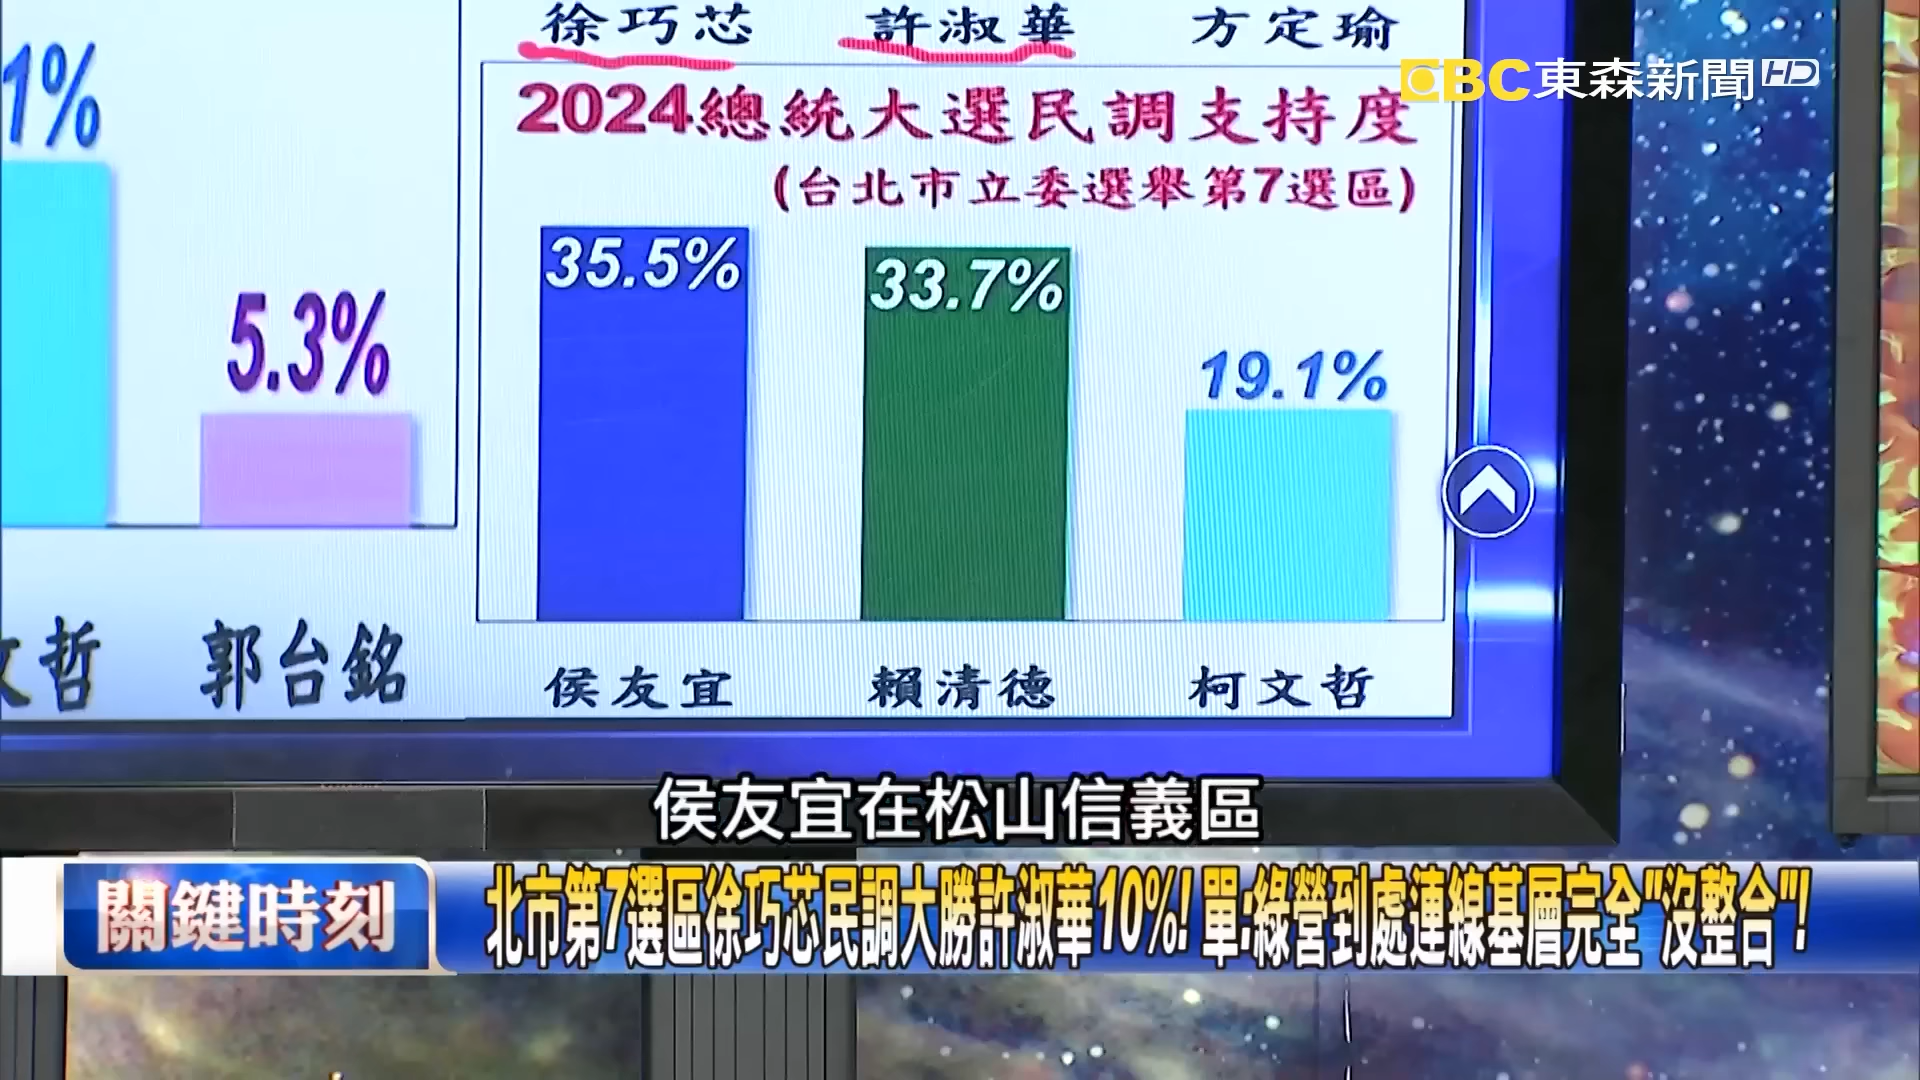 徐巧芯 許淑華 方定瑜
EBC東森新聞HD
2024總統大選民調支持度
(台北市立委選舉第7選區)
1%
5.3%
35.5%
33.7%
19.1%
哲
郭台銘
侯友宜
賴清德
柯文哲
侯友宜在松山信義區
關鍵時刻
北市第7選區徐巧芯民調大勝許淑華10%!單:綠營到處連線基層完全"沒整合"!